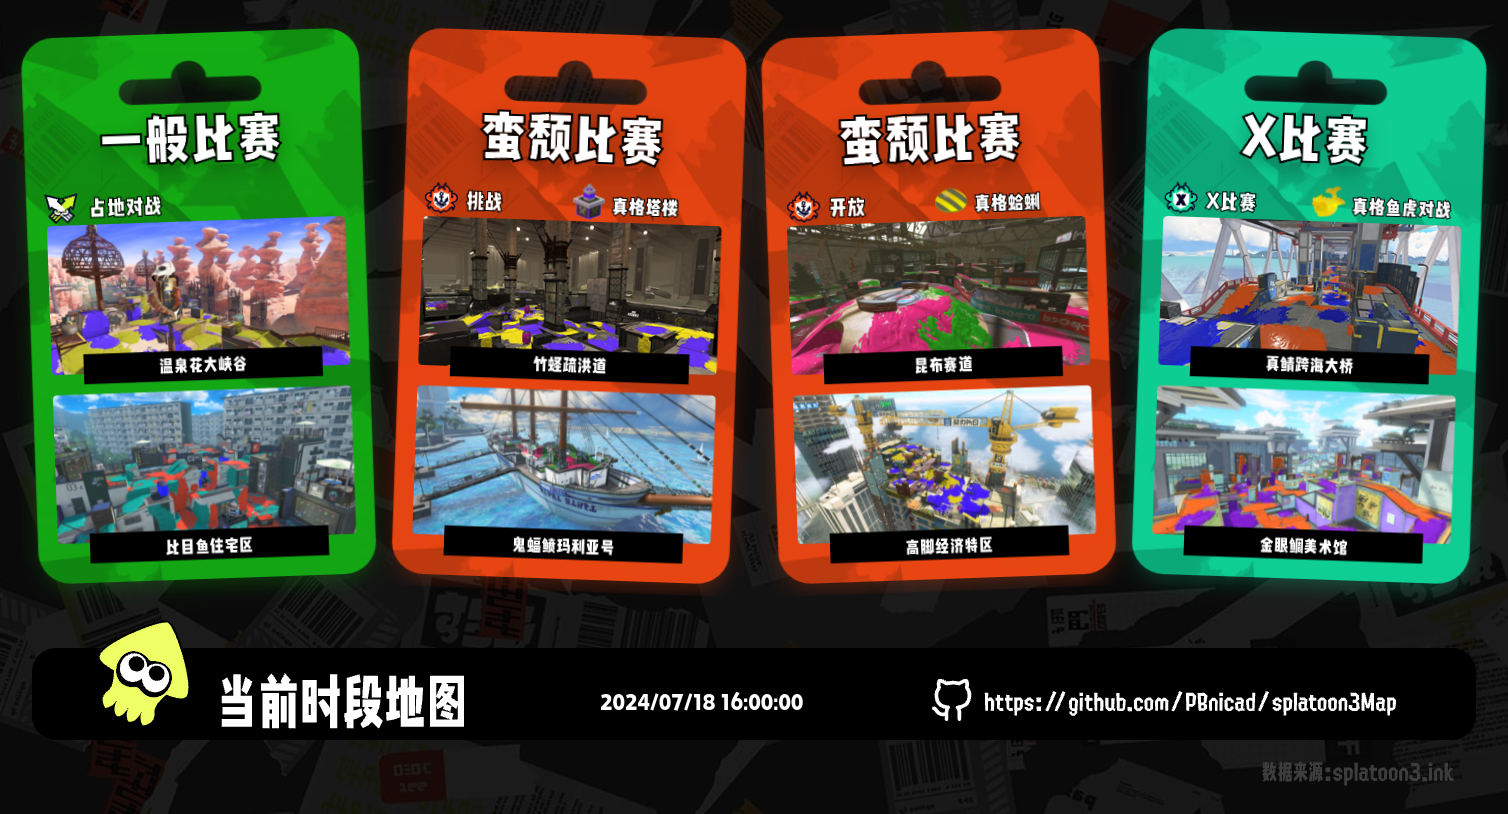 一般比赛
占地对战
温泉花大峡谷
比目鱼住宅区
蛮颓比赛
挑战
真格塔楼
竹蛏疏洪道
鬼蝠鲼玛利亚号
蛮颓比赛
开放
真格蛤蜊
昆布赛道
高脚经济特区
X比赛
X比赛
真格鱼虎对战
真鲭跨海大桥
金眼鲷美术馆
当前时段地图
2024/07/18 16:00:00
https://github.com/PBnicad/splatoon3Map
数据来源:splatoon3.ink